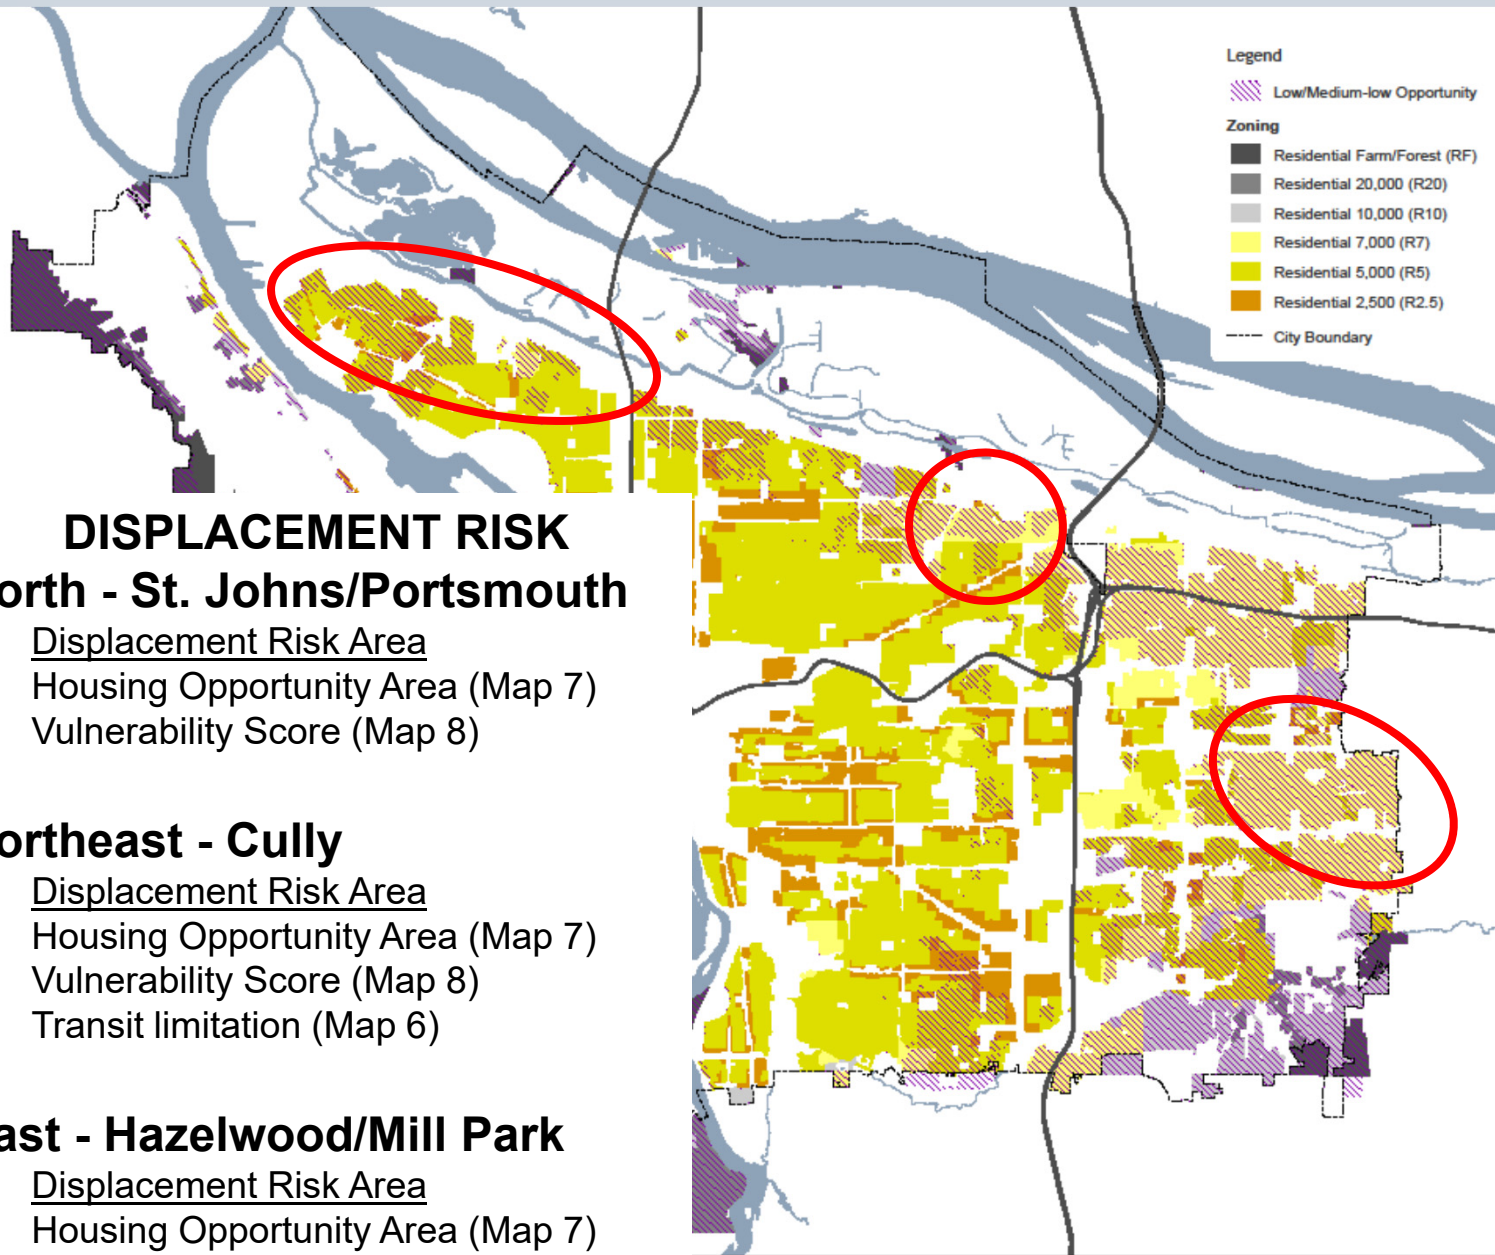 Legend
Low/Medium-low Opportunity
Zoning
Residential Farm/Forest (RF)
Residential 20,000 (R20)
Residential 10,000 (R10)
Residential 7,000 (R7)
Residential 5,000 (R5)
Residential 2,500 (R2.5)
City Boundary
DISPLACEMENT RISK
orth - St. Johns/Portsmouth
Displacement Risk Area
Housing Opportunity Area (Map 7)
Vulnerability Score (Map 8)
ortheast - Cully
Displacement Risk Area
Housing Opportunity Area (Map 7)
Vulnerability Score (Map 8)
Transit limitation (Map 6)
ast - Hazelwood/Mill Park
Displacement Risk Area
Housing Opportunity Area (Map 7)